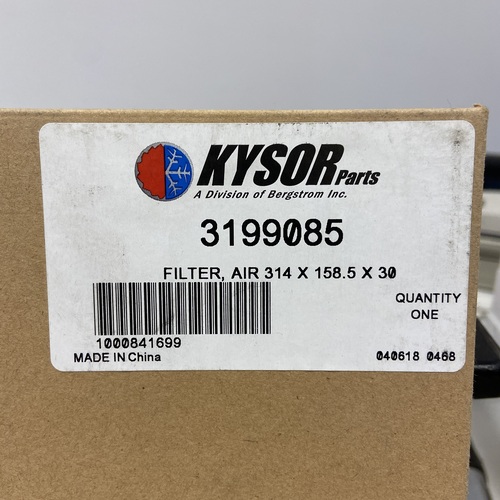 KYSOR Parts
A Division of Bergstrom Inc.
3199085
FILTER, AIR 314 X 158.5 X 30
QUANTITY
ONE
1000841699
MADE IN China
040618 0468